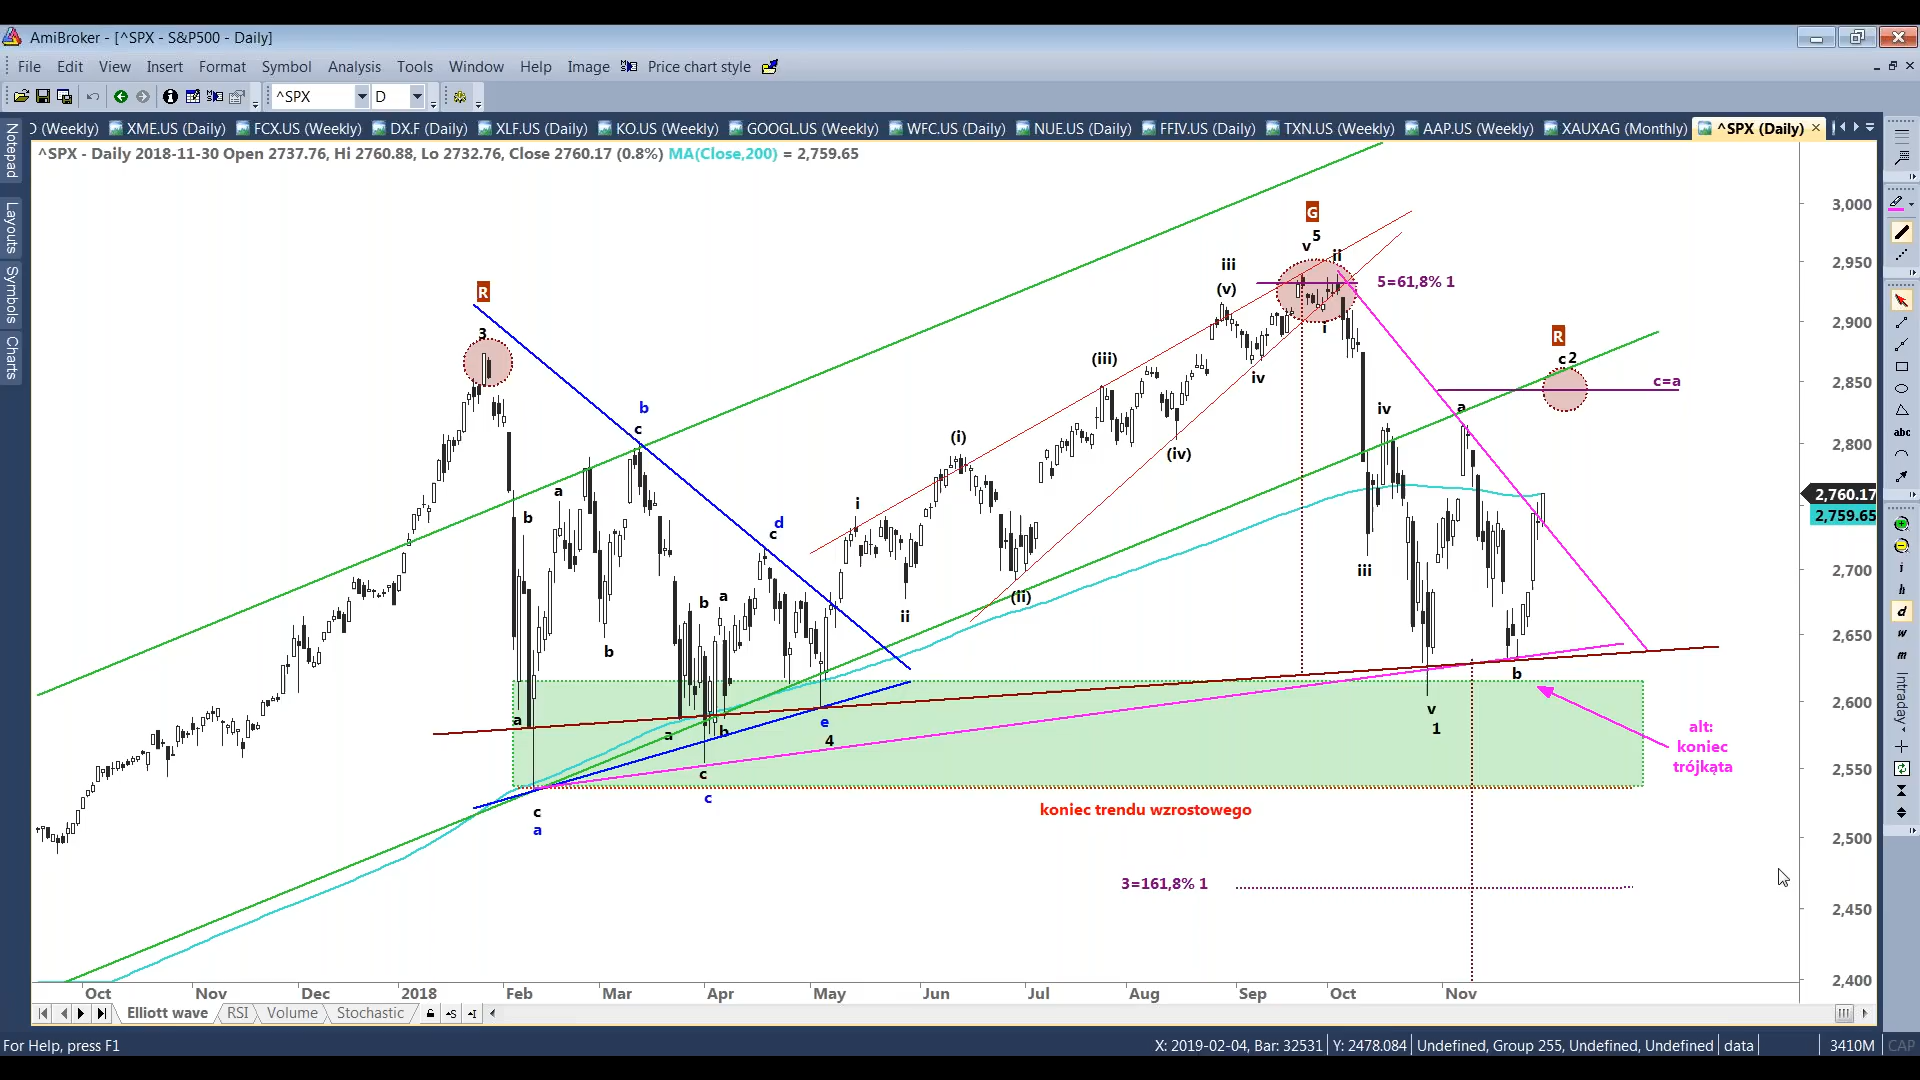 AmiBroker - [^SPX - S&P500 - Daily]
File Edit View Insert Format Symbol Analysis Tools Window Help Image Price chart style
^SPX D
D (Weekly) XME.US (Daily) FCX.US (Weekly) DX.F (Daily) XLF.US (Daily) KO.US (Weekly) GOOGL.US (Weekly) WFC.US (Daily) NUE.US (Daily) FFIV.US (Daily) TXN.US (Weekly) AAP.US (Weekly) XAUXAG (Monthly) ^SPX (Daily)
^SPX - Daily 2018-11-30 Open 2737.76, Hi 2760.88, Lo 2732.76, Close 2760.17 (0.8%) MA(Close,200) = 2,759.65
Notepad
Layouts
Symbols
Charts
3,000
G
5
v
ii
iii
2,950
5=61,8% 1
R
(v)
2,900
i
3
R
(iii)
c 2
iv
2,850
c=a
b
iv
a
c
(i)
2,800
(iv)
a
i
2,760.17
b
d
2,759.65
c
iii
2,700
b
a
(ii)
ii
b
2,650
b
2,600
v
a
e
1
a
b
4
alt:
koniec
trójkąta
2,550
c
c
c
a
koniec trendu wzrostowego
2,500
3=161,8% 1
2,450
2,400
Oct Nov Dec 2018 Feb Mar Apr May Jun Jul Aug Sep Oct Nov
Elliott wave RSI Volume Stochastic
abc
i
h
d
w
m
Intraday
For Help, press F1
X: 2019-02-04, Bar: 32531 Y: 2478.084 Undefined, Group 255, Undefined, Undefined data 3410M CAP